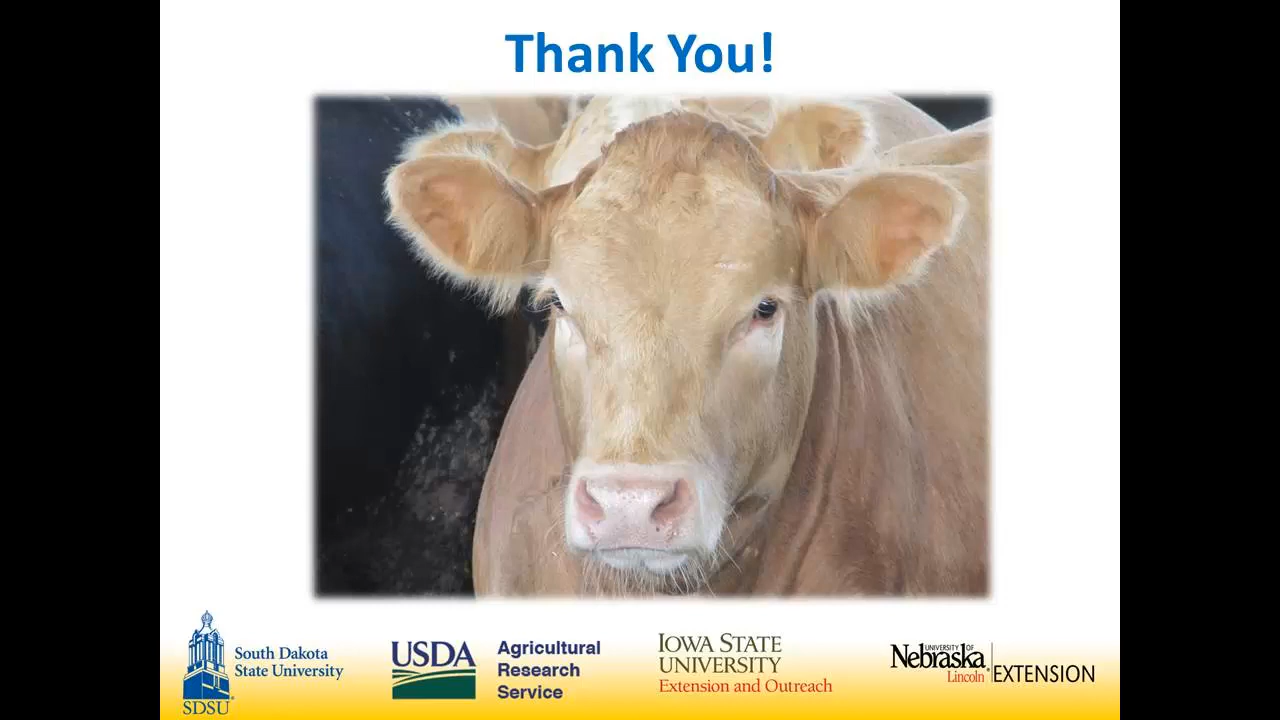 Thank You!
South Dakota
State University
SDSU
USDA
Agricultural
Research
Service
IOWA STATE
UNIVERSITY
Extension and Outreach
UNIVERSITY OF
Nebraska
Lincoln
EXTENSION